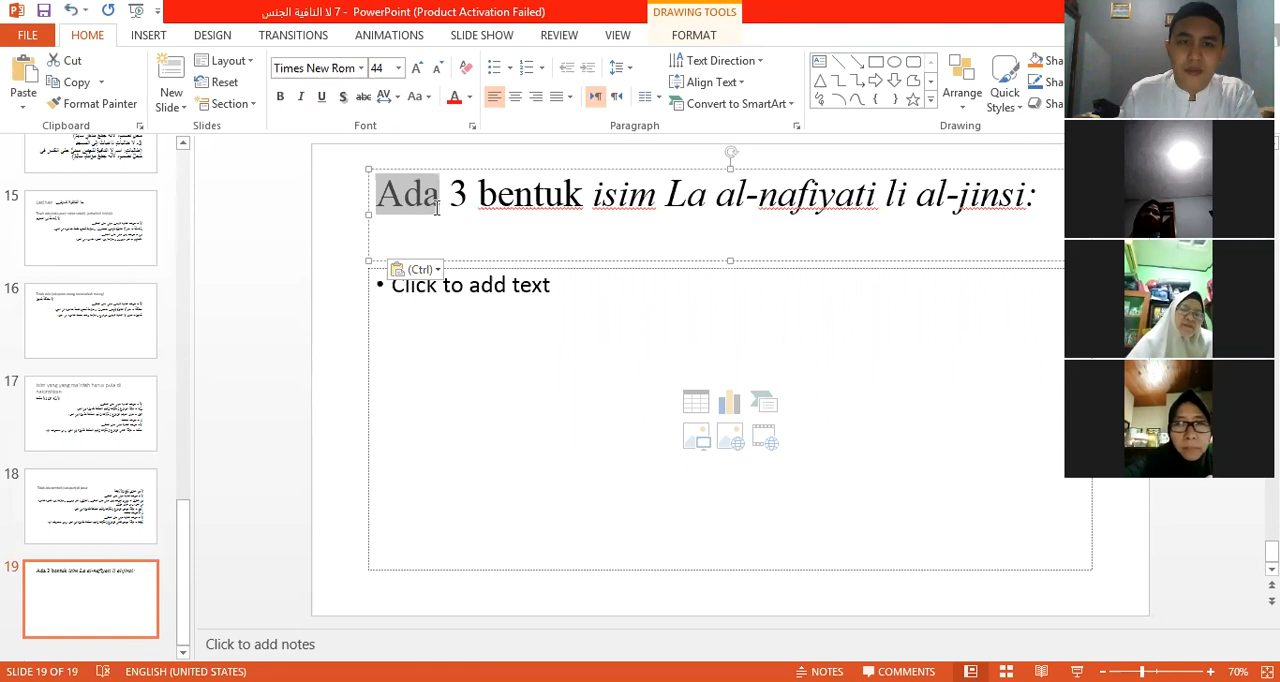 7 لا النافية الجنس - PowerPoint (Product Activation Failed)
DRAWING TOOLS
FILE
HOME
INSERT
DESIGN
TRANSITIONS
ANIMATIONS
SLIDE SHOW
REVIEW
VIEW
FORMAT
Paste
Cut
Copy
Format Painter
Clipboard
New Slide
Layout
Reset
Section
Slides
Times New Rom
44
Font
Text Direction
Align Text
Convert to SmartArt
Paragraph
Arrange
Quick Styles
Sha
Sha
Sha
Drawing
15
16
17
18
19
Ada 3 bentuk isim La al-nafiyati li al-jinsi:
Ada 3 bentuk isim La al-nafiyati li al-jinsi:
(Ctrl)
• Click to add text
Click to add notes
SLIDE 19 OF 19
ENGLISH (UNITED STATES)
NOTES
COMMENTS
70%